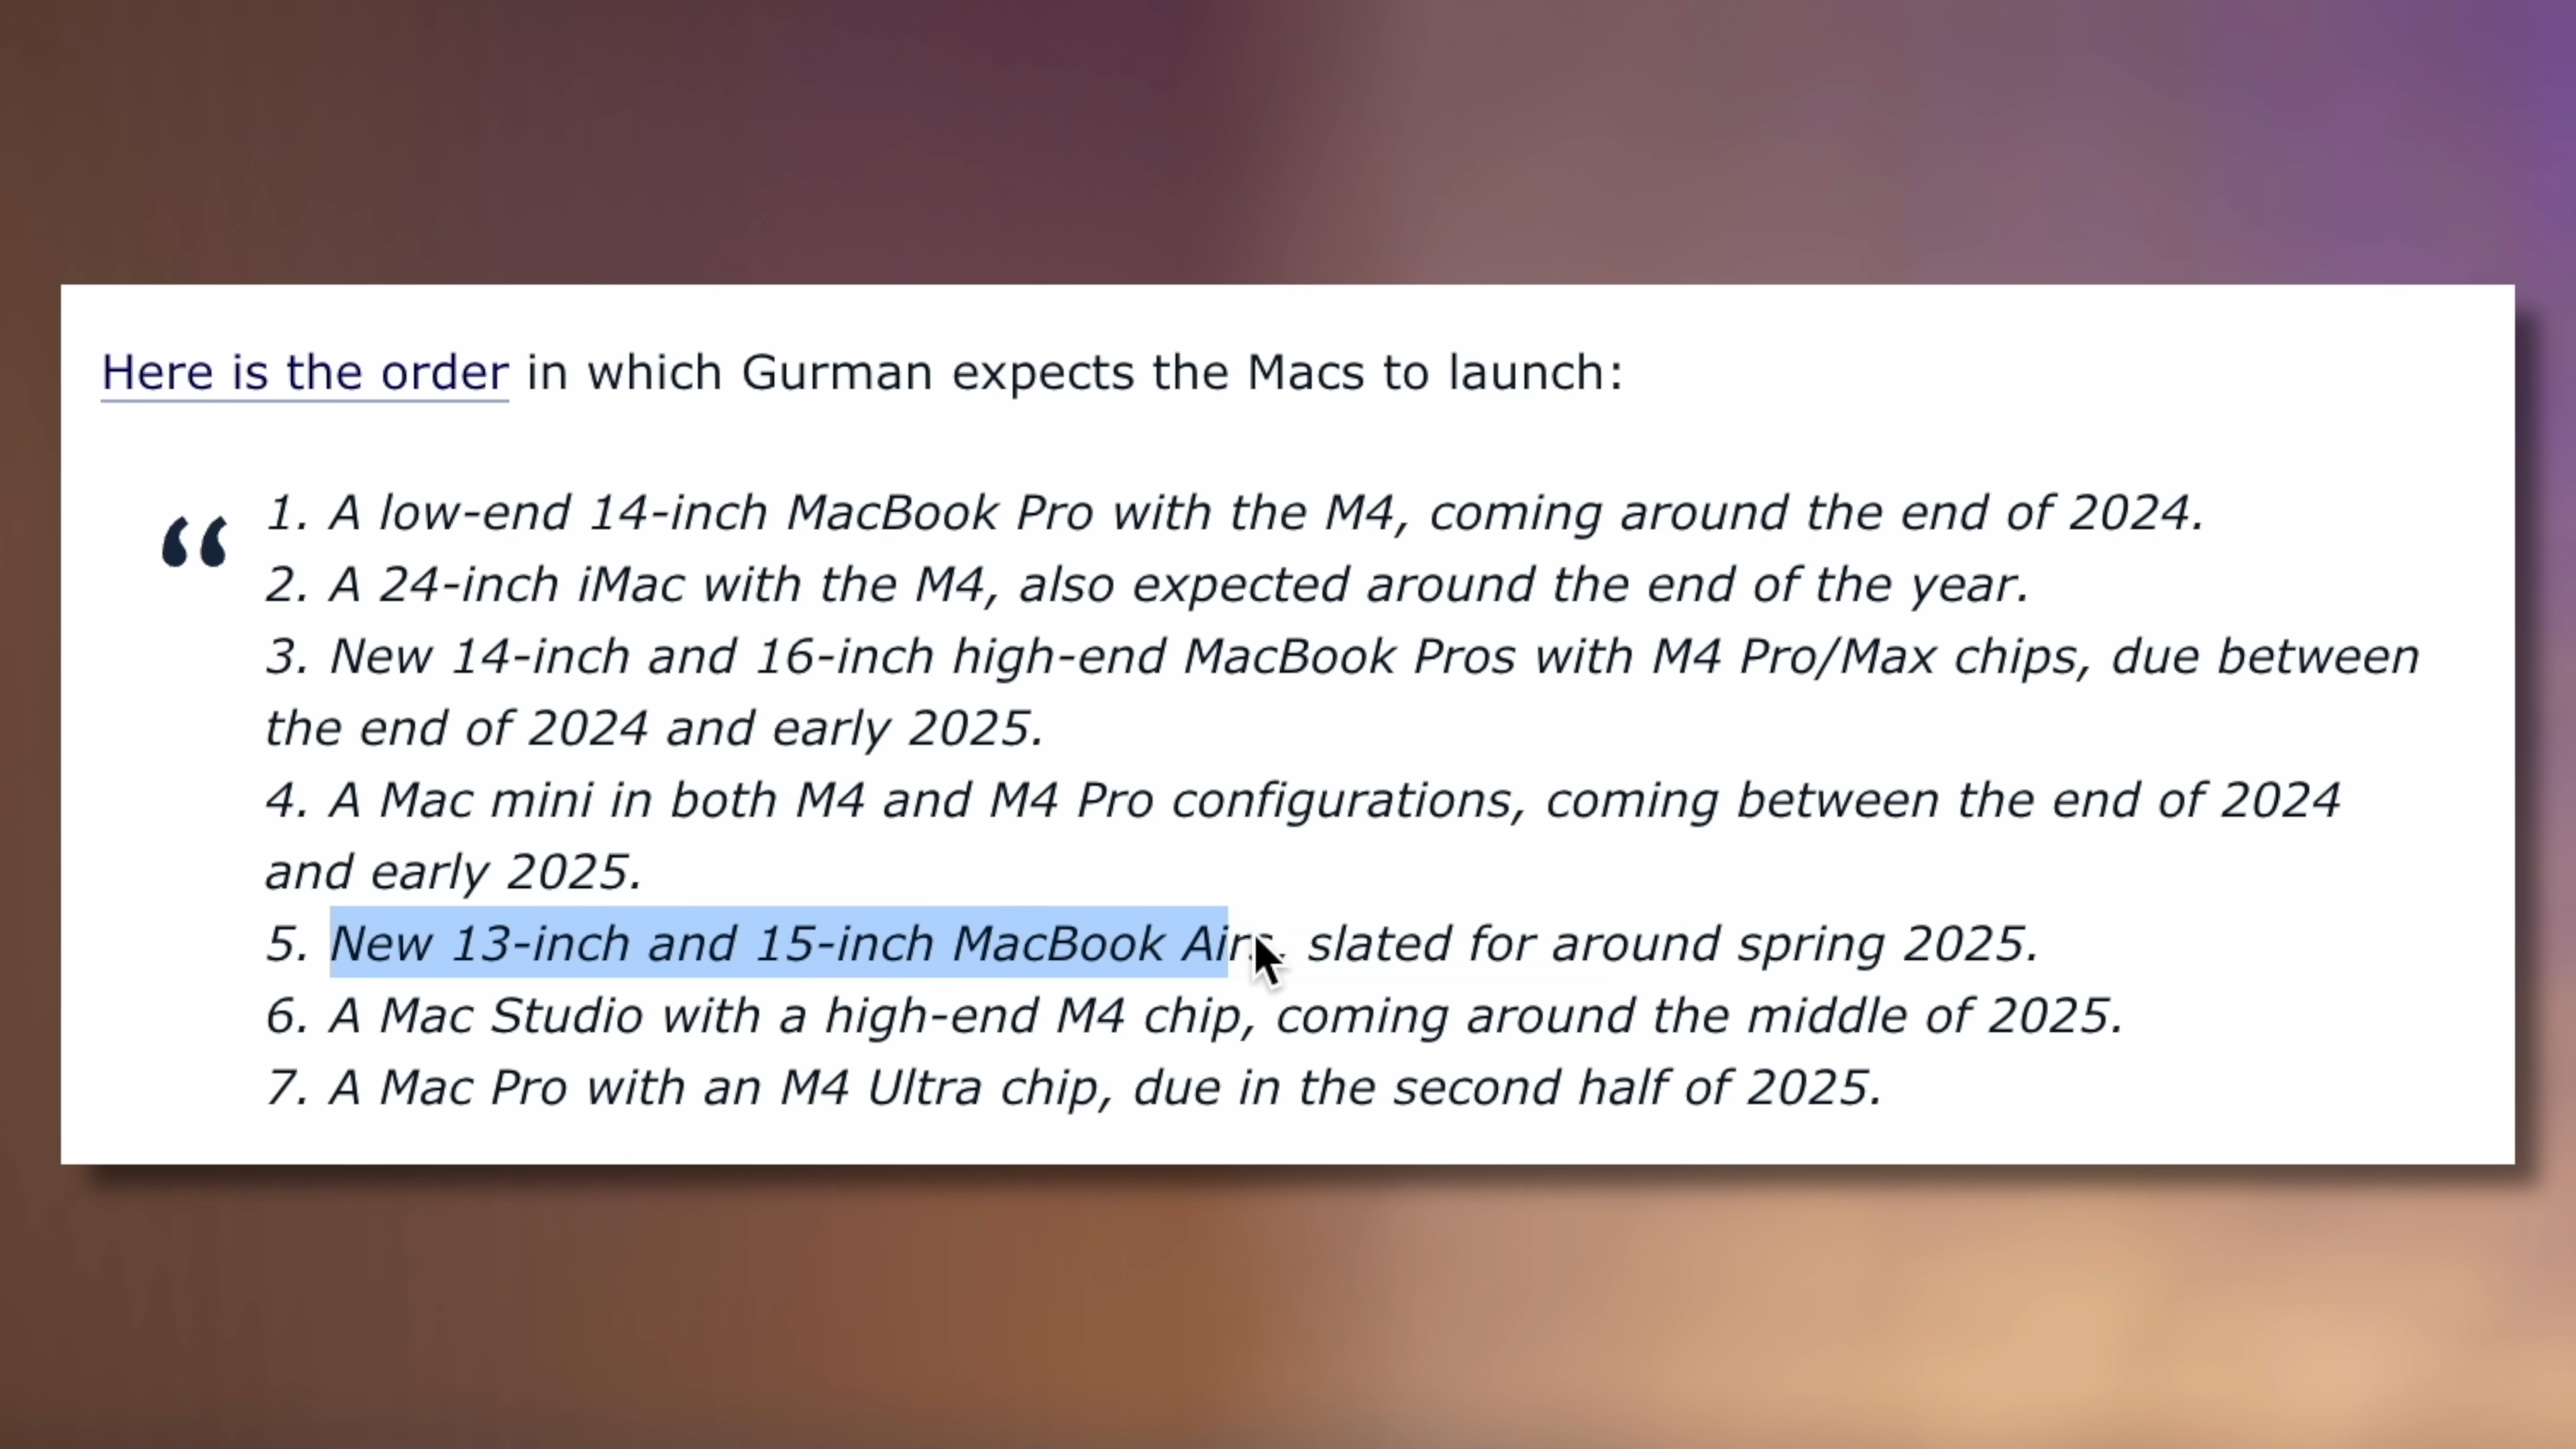 Here is the order in which Gurman expects the Macs to launch:
“ 1. A low-end 14-inch MacBook Pro with the M4, coming around the end of 2024.
2. A 24-inch iMac with the M4, also expected around the end of the year.
3. New 14-inch and 16-inch high-end MacBook Pros with M4 Pro/Max chips, due between
the end of 2024 and early 2025.
4. A Mac mini in both M4 and M4 Pro configurations, coming between the end of 2024
and early 2025.
5. New 13-inch and 15-inch MacBook Airs, slated for around spring 2025.
6. A Mac Studio with a high-end M4 chip, coming around the middle of 2025.
7. A Mac Pro with an M4 Ultra chip, due in the second half of 2025.